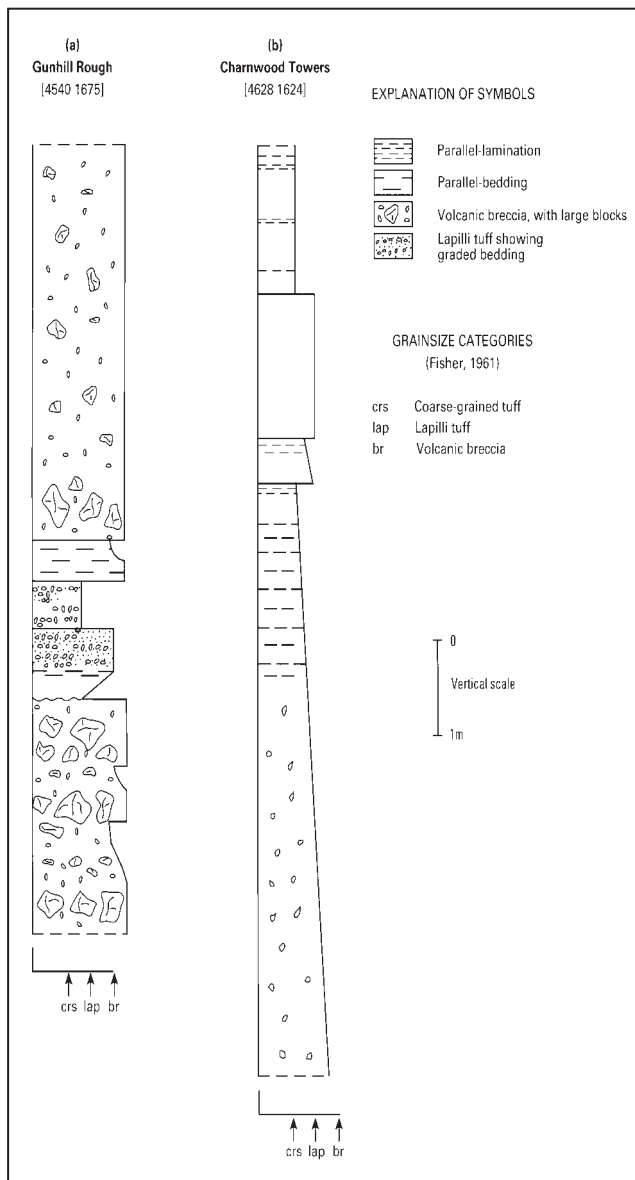 (a)
Gunhill Rough
[4540 1675]
(b)
Charnwood Towers
[4628 1624]
EXPLANATION OF SYMBOLS
Parallel-lamination
Parallel-bedding
Volcanic breccia, with large blocks
Lapilli tuff showing
graded bedding
GRAINSIZE CATEGORIES
(Fisher, 1961)
crs Coarse-grained tuff
lap Lapilli tuff
br Volcanic breccia
0
Vertical scale
1m
crs lap br
crs lap br